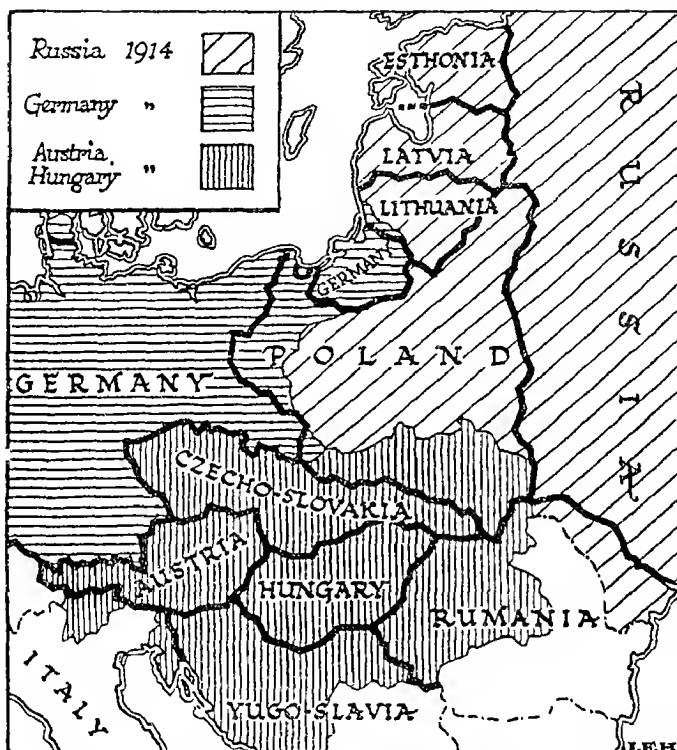 Russia 1914
Germany "
Austria
Hungary "
ESTHONIA
RUSSIA
LATVIA
LITHUANIA
GERMANY
POLAND
GERMANY
CZECHO-SLOVAKIA
AUSTRIA
HUNGARY
RUMANIA
ITALY
YUGO-SLAVIA